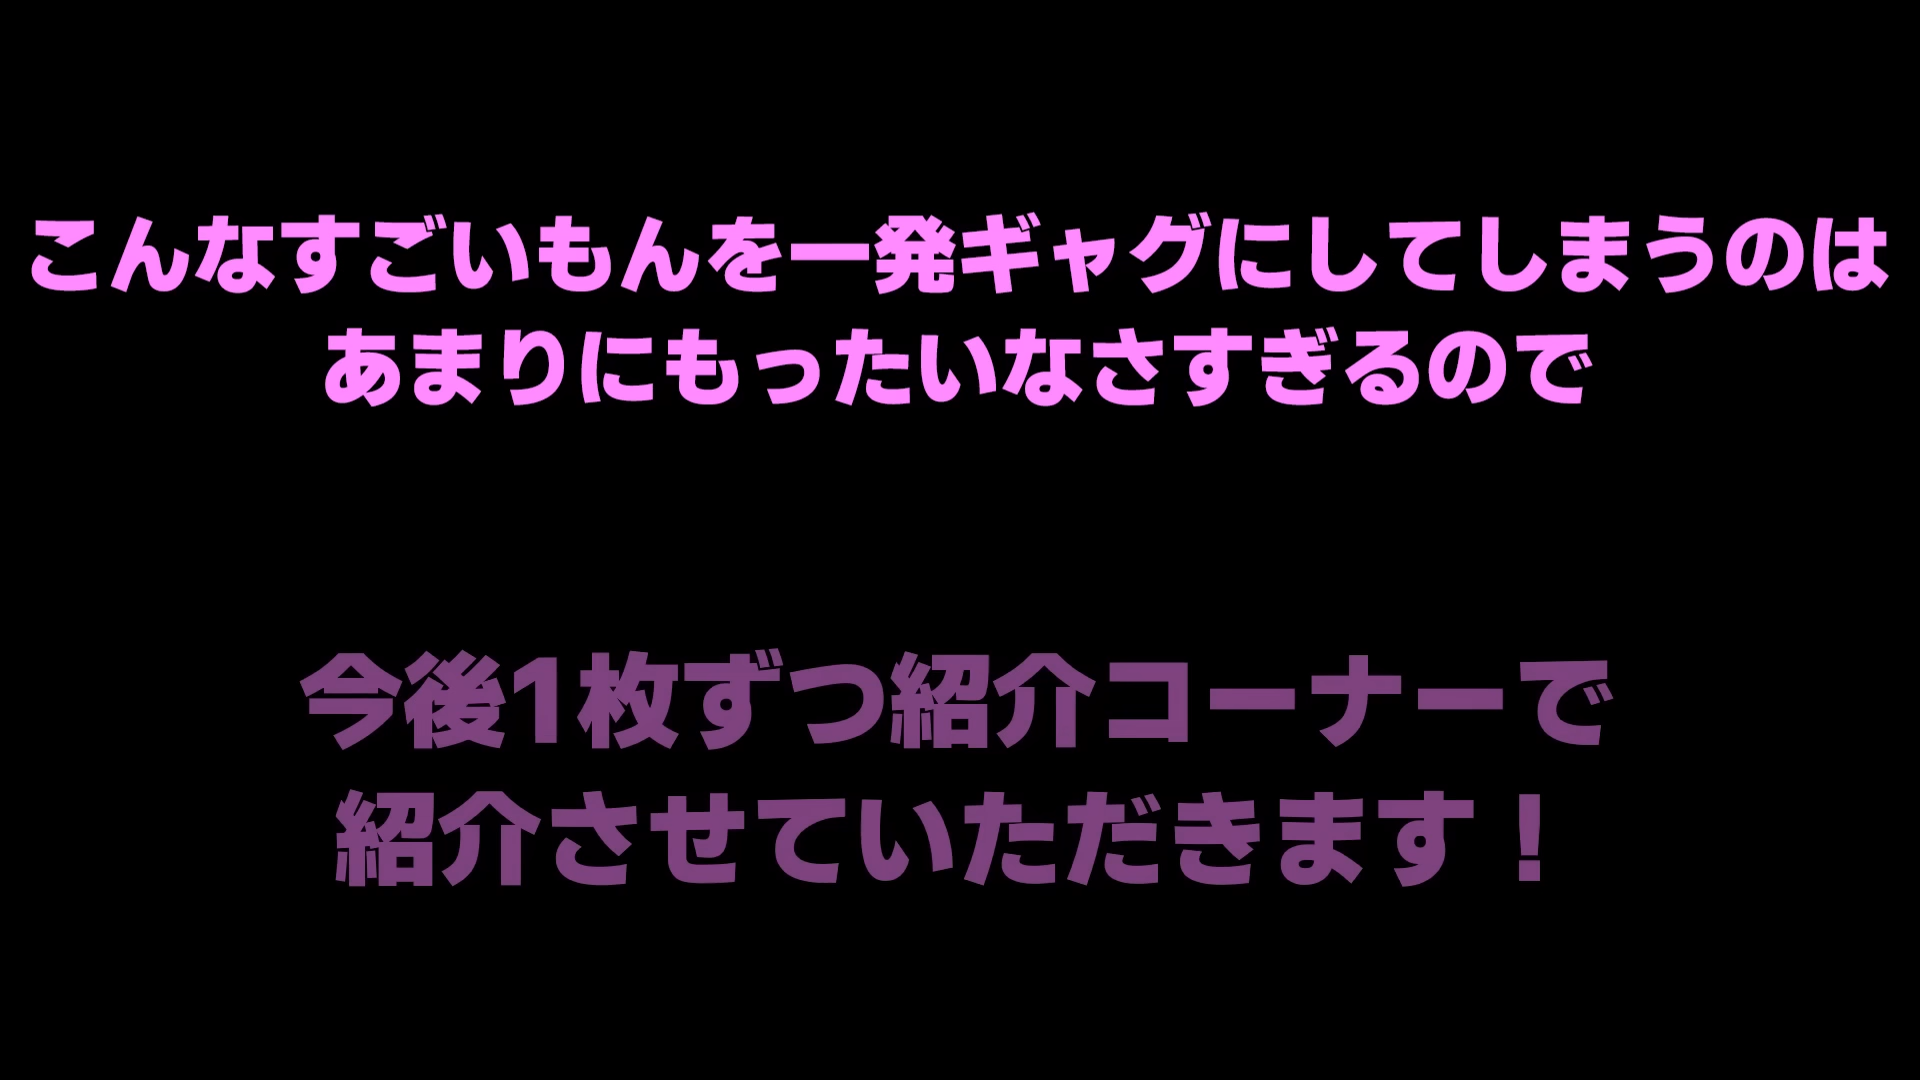 こんなすごいもんを一発ギャグにしてしまうのは
あまりにもったいなさすぎるので
今後1枚ずつ紹介コーナーで
紹介させていただきます！